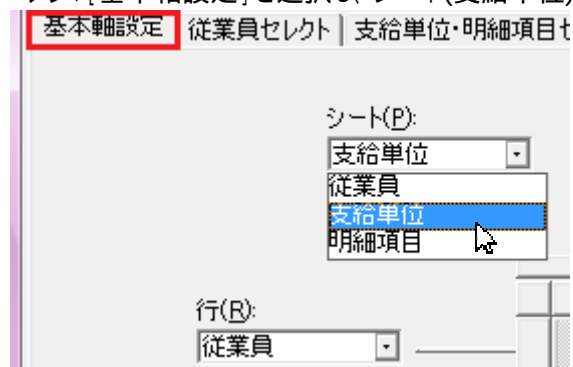 基本軸設定 従業員セレクト 支給単位・明細項目
シート(P):
支給単位
従業員
支給単位
明細項目
行(R):
従業員